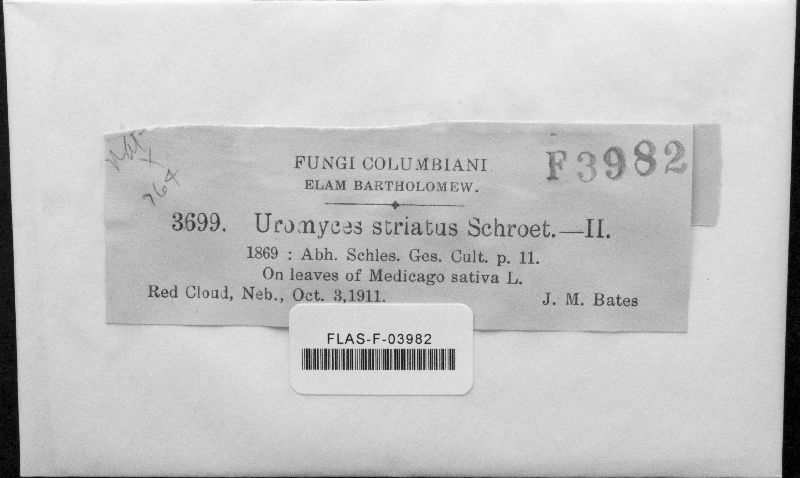 FUNGI COLUMBIANI.
ELAM BARTHOLOMEW.
F3982
3699. Uromyces striatus Schroet.—II.
1869 : Abh. Schles. Ges. Cult. p. 11.
On leaves of Medicago sativa L.
Red Cloud, Neb., Oct. 3,1911.
J. M. Bates
FLAS-F-03982